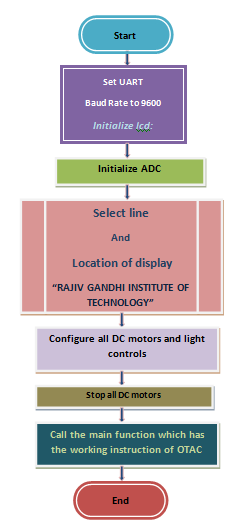 Start
Set UART
Baud Rate to 9600
Initialize lcd:
Initialize ADC
Select line
And
Location of display
“RAJIV GANDHI INSTITUTE OF
TECHNOLOGY”
Configure all DC motors and light
controls
Stop all DC motors
Call the main function which has
the working instruction of OTAC
End